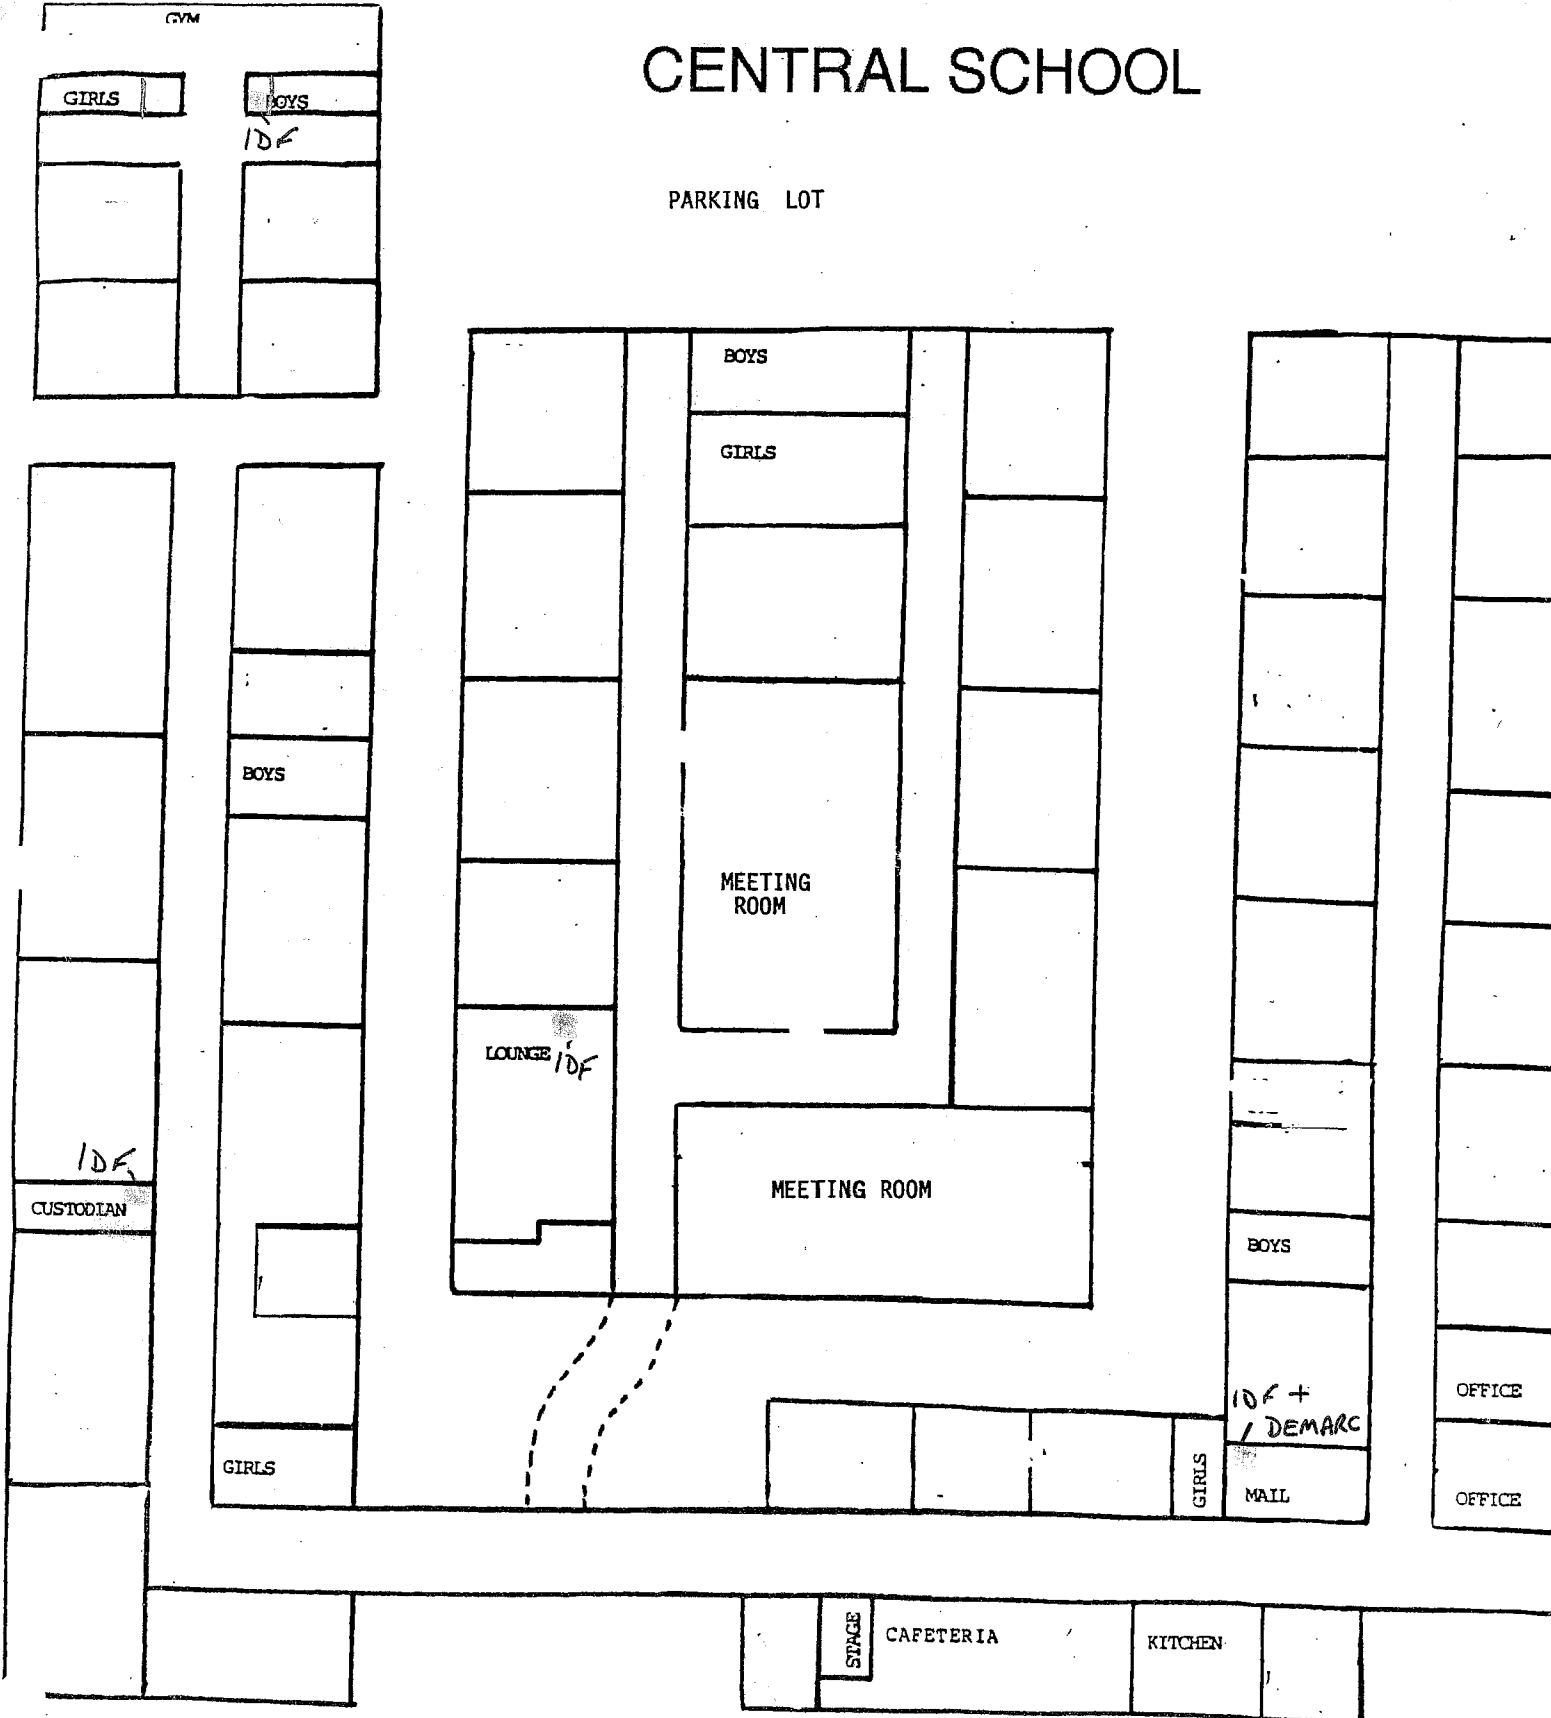 GYM
CENTRAL SCHOOL
GIRLS
BOYS
IDF
PARKING LOT
BOYS
GIRLS
BOYS
MEETING
ROOM
LOUNGE
IDF
IDF
CUSTODIAN
MEETING ROOM
BOYS
IDF +
DEMARC
OFFICE
GIRLS
GIRLS
MAIL
OFFICE
STAGE
CAFETERIA
KITCHEN